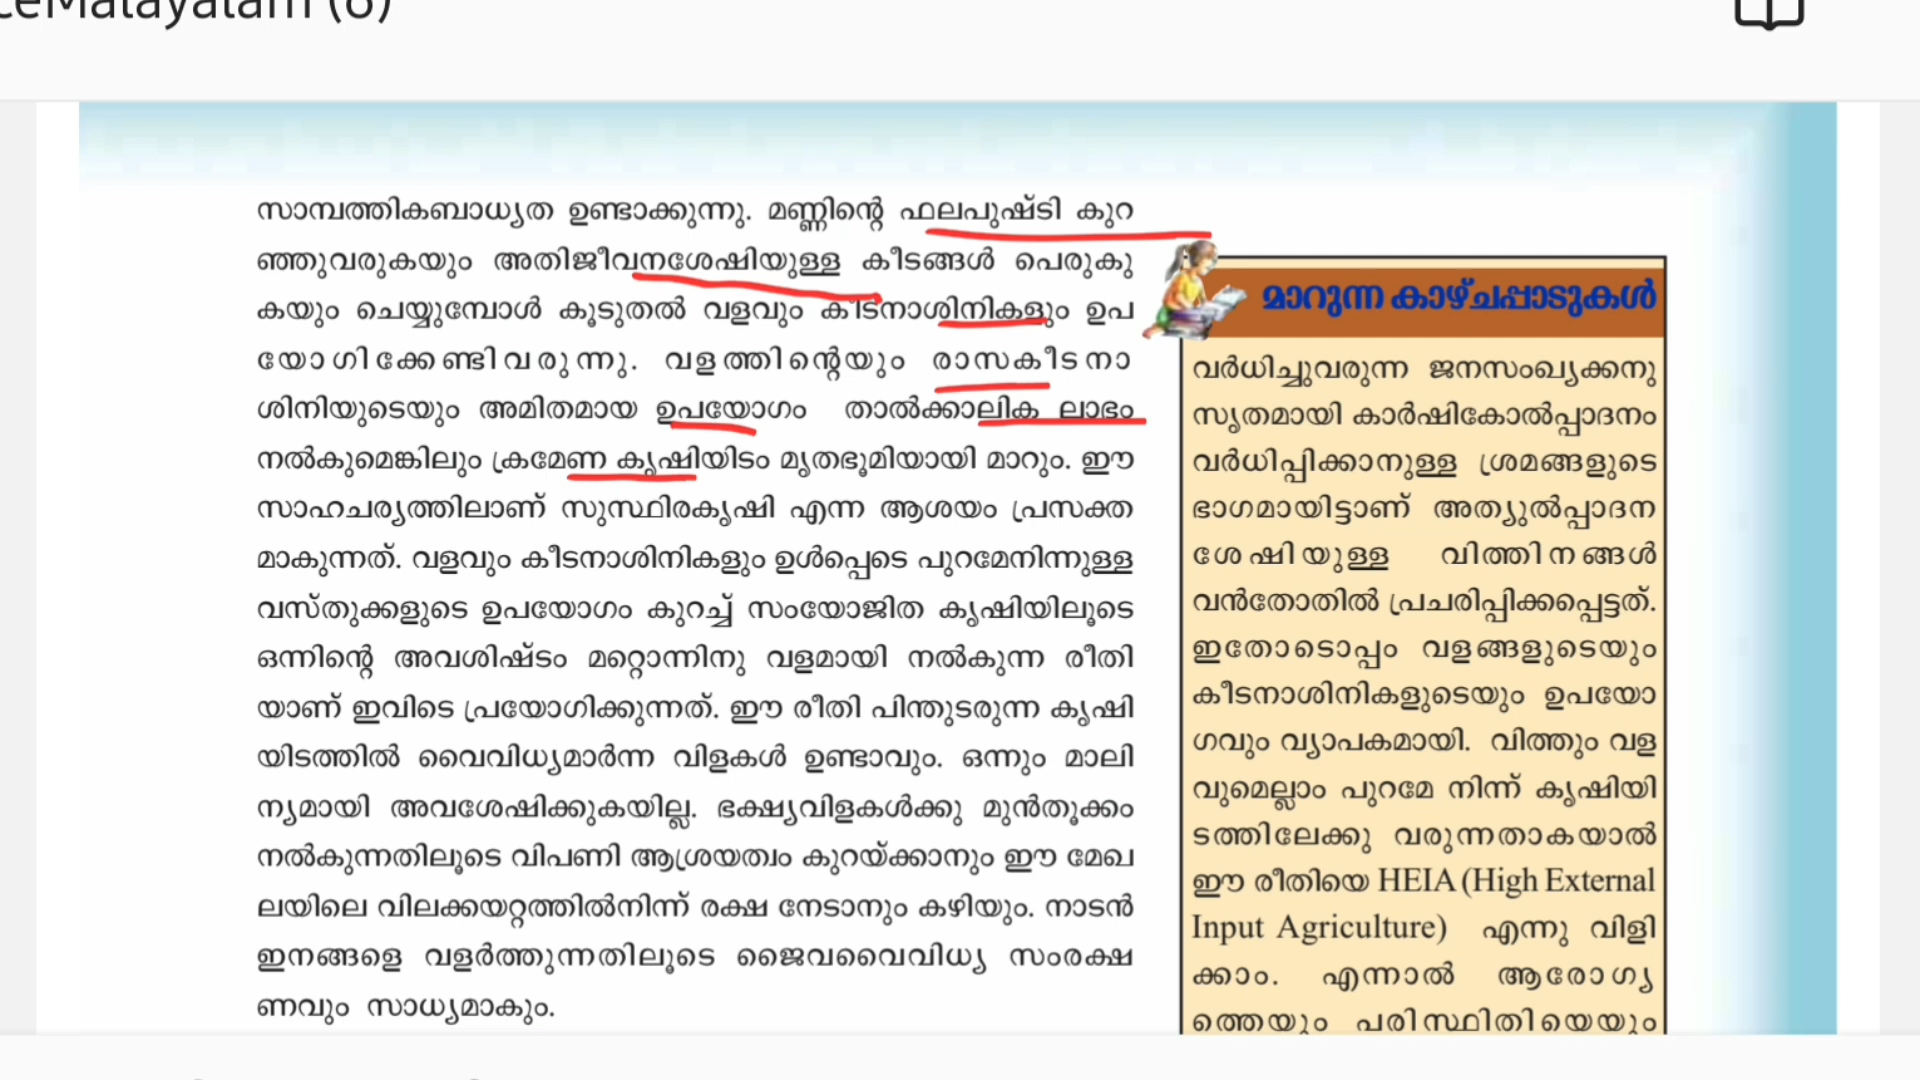 ceMalayalam (6)
സാമ്പത്തികബാധ്യത ഉണ്ടാക്കുന്നു. മണ്ണിന്റെ ഫലപുഷ്ടി കുറ
ഞ്ഞുവരുകയും അതിജീവനശേഷിയുള്ള കീടങ്ങൾ പെരുകു
കയും ചെയ്യുമ്പോൾ കൂടുതൽ വളവും കീടനാശിനികളും ഉപ
യോഗിക്കേണ്ടിവരുന്നു. വളത്തിന്റെയും രാസകീടനാ
ശിനിയുടെയും അമിതമായ ഉപയോഗം താൽക്കാലിക ലാഭം
നൽകുമെങ്കിലും ക്രമേണ കൃഷിയിടം മൃതഭൂമിയായി മാറും. ഈ
സാഹചര്യത്തിലാണ് സുസ്ഥിരകൃഷി എന്ന ആശയം പ്രസക്ത
മാകുന്നത്. വളവും കീടനാശിനികളും ഉൾപ്പെടെ പുറമേനിന്നുള്ള
വസ്തുക്കളുടെ ഉപയോഗം കുറച്ച് സംയോജിത കൃഷിയിലൂടെ
ഒന്നിന്റെ അവശിഷ്ടം മറ്റൊന്നിനു വളമായി നൽകുന്ന രീതി
യാണ് ഇവിടെ പ്രയോഗിക്കുന്നത്. ഈ രീതി പിന്തുടരുന്ന കൃഷി
യിടത്തിൽ വൈവിധ്യമാർന്ന വിളകൾ ഉണ്ടാവും. ഒന്നും മാലി
ന്യമായി അവശേഷിക്കുകയില്ല. ഭക്ഷ്യവിളകൾക്കു മുൻതൂക്കം
നൽകുന്നതിലൂടെ വിപണി ആശ്രയത്വം കുറയ്ക്കാനും ഈ മേഖ
ലയിലെ വിലക്കയറ്റത്തിൽനിന്ന് രക്ഷ നേടാനും കഴിയും. നാടൻ
ഇനങ്ങളെ വളർത്തുന്നതിലൂടെ ജൈവവൈവിധ്യ സംരക്ഷ
ണവും സാധ്യമാകും.
മാറുന്ന കാഴ്ചപ്പാടുകൾ
വർധിച്ചുവരുന്ന ജനസംഖ്യക്കനു
സൃതമായി കാർഷികോൽപ്പാദനം
വർധിപ്പിക്കാനുള്ള ശ്രമങ്ങളുടെ
ഭാഗമായിട്ടാണ് അത്യുൽപ്പാദന
ശേഷിയുള്ള വിത്തിനങ്ങൾ
വൻതോതിൽ പ്രചരിപ്പിക്കപ്പെട്ടത്.
ഇതോടൊപ്പം വളങ്ങളുടെയും
കീടനാശിനികളുടെയും ഉപയോ
ഗവും വ്യാപകമായി. വിത്തും വള
വുമെല്ലാം പുറമേ നിന്ന് കൃഷിയി
ടത്തിലേക്കു വരുന്നതാകയാൽ
ഈ രീതിയെ HEIA (High External
Input Agriculture) എന്നു വിളി
ക്കാം. എന്നാൽ ആരോഗ്യ
ത്തെയും പരിസ്ഥിതിയെയും